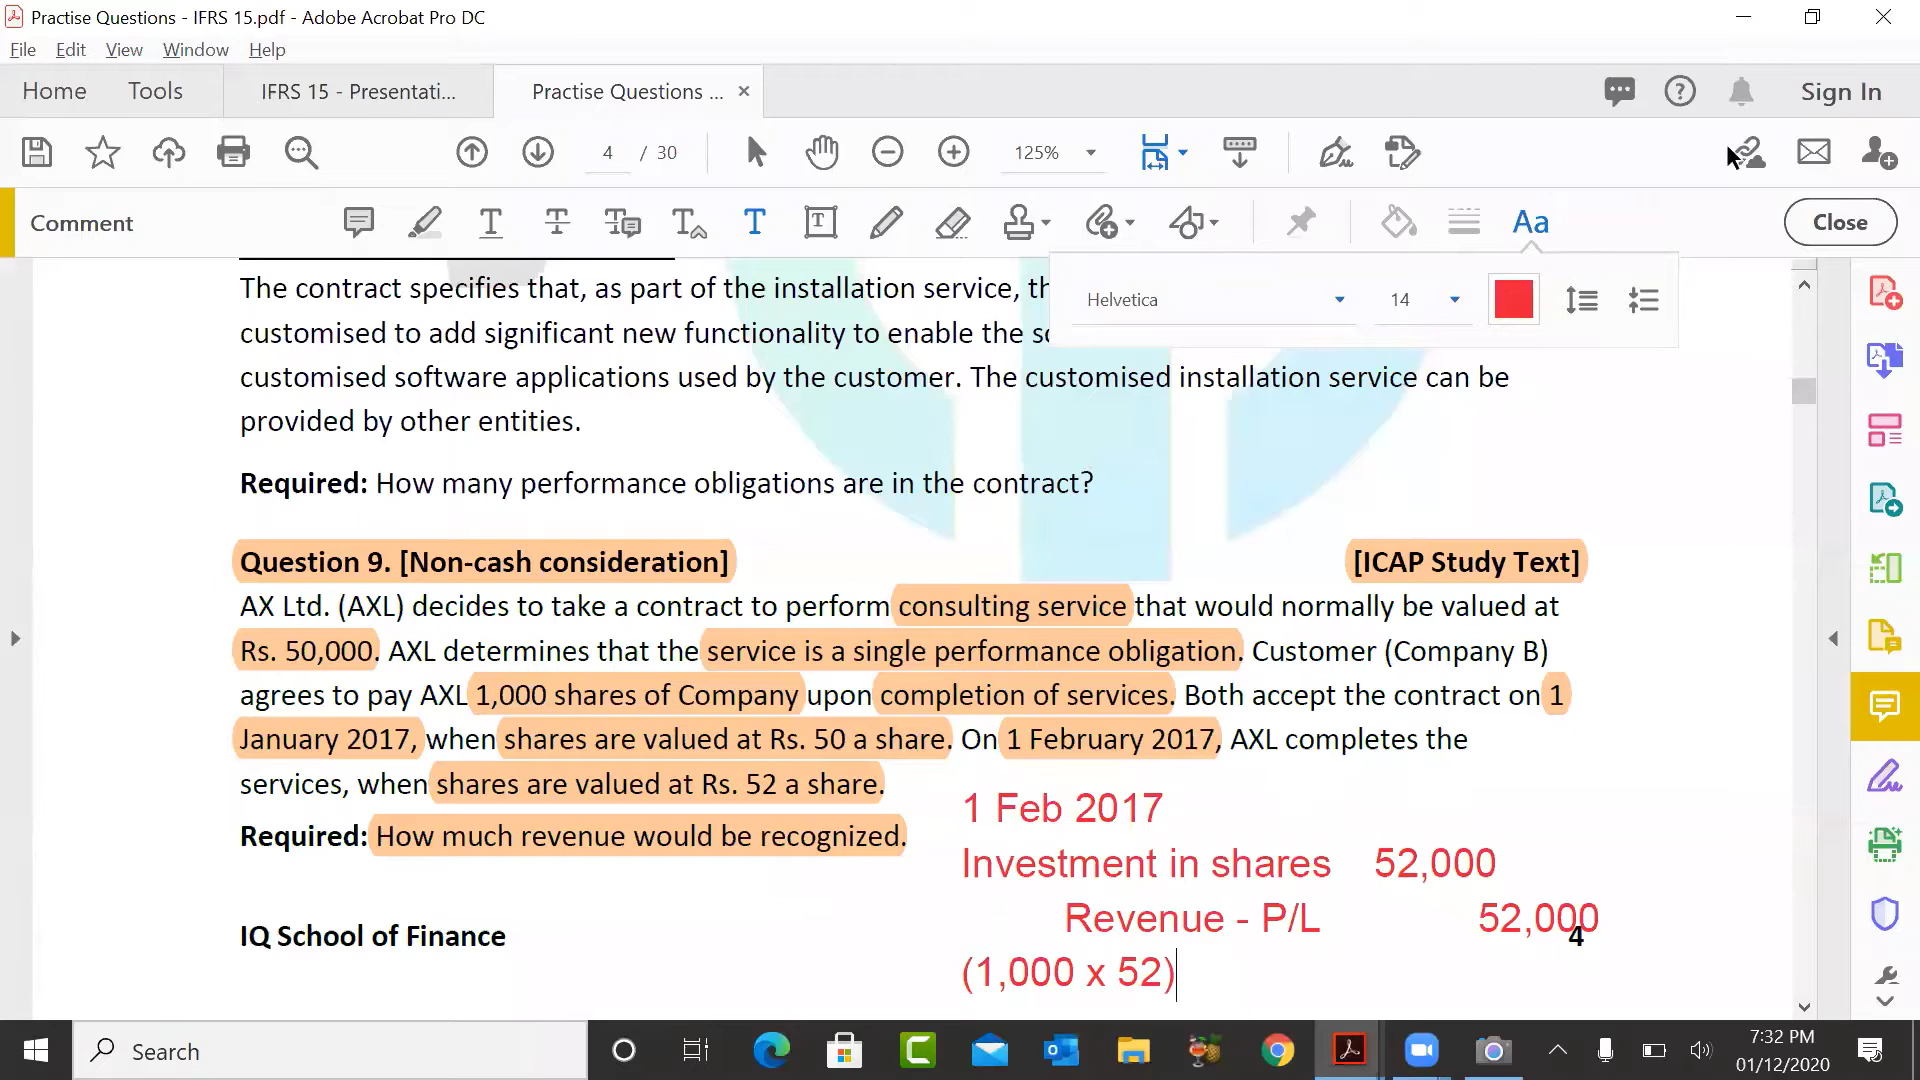 Practise Questions - IFRS 15.pdf - Adobe Acrobat Pro DC
File Edit View Window Help
Home Tools IFRS 15 - Presentati... Practise Questions ... × Sign In
4 / 30 125%
Comment Aa Close
Helvetica 14
The contract specifies that, as part of the installation service, th
customised to add significant new functionality to enable the so
customised software applications used by the customer. The customised installation service can be
provided by other entities.
Required: How many performance obligations are in the contract?
Question 9. [Non-cash consideration] [ICAP Study Text]
AX Ltd. (AXL) decides to take a contract to perform consulting service that would normally be valued at
Rs. 50,000. AXL determines that the service is a single performance obligation. Customer (Company B)
agrees to pay AXL 1,000 shares of Company upon completion of services. Both accept the contract on 1
January 2017, when shares are valued at Rs. 50 a share. On 1 February 2017, AXL completes the
services, when shares are valued at Rs. 52 a share.
Required: How much revenue would be recognized.
1 Feb 2017
Investment in shares 52,000
Revenue - P/L 52,000
(1,000 x 52)
IQ School of Finance 4
Search
7:32 PM
01/12/2020